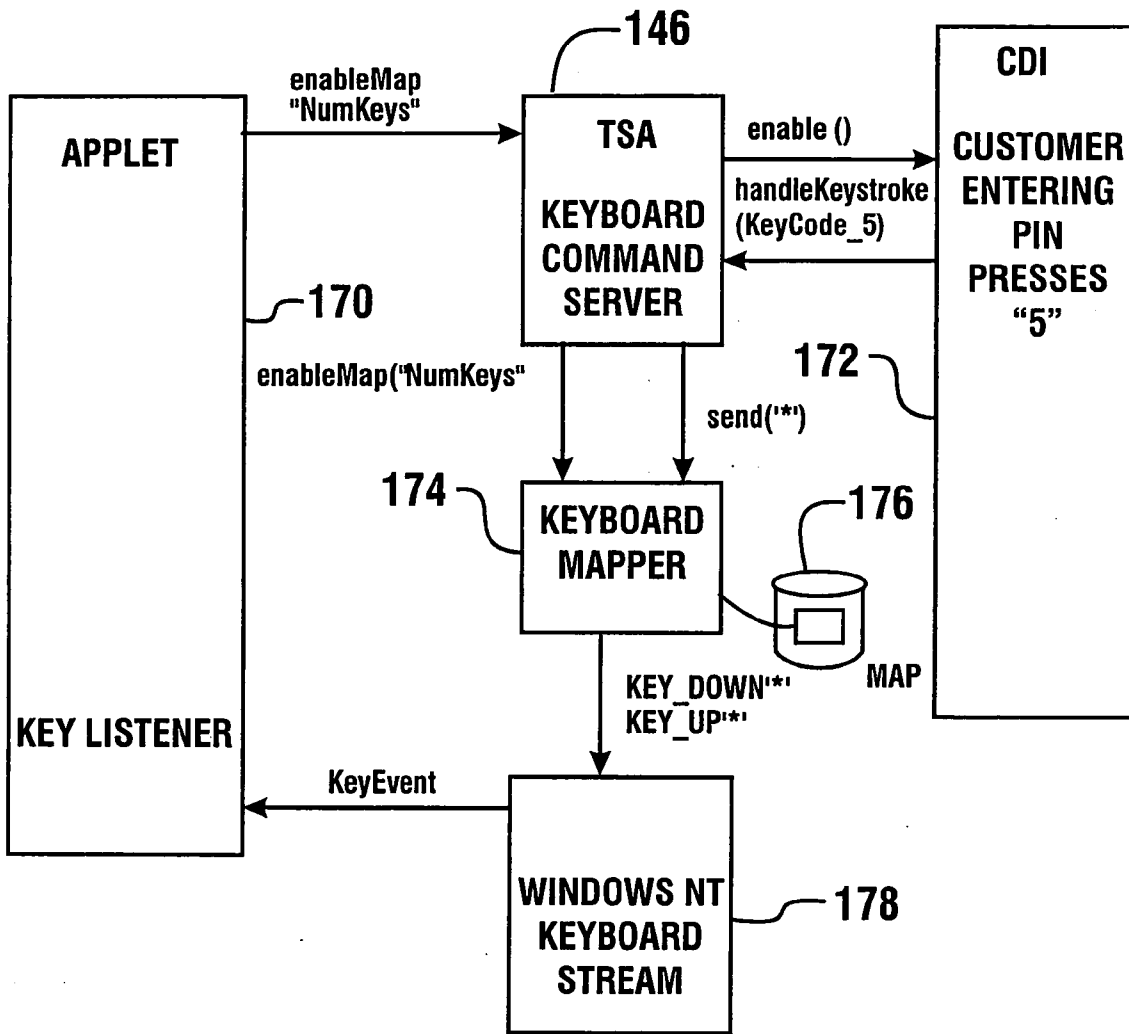 146
enableMap
"NumKeys"
APPLET
TSA
KEYBOARD
COMMAND
SERVER
enable ()
handleKeystroke
(KeyCode_5)
CDI
CUSTOMER
ENTERING
PIN
PRESSES
“5”
170
172
enableMap("NumKeys"
send('*')
174
KEYBOARD
MAPPER
176
MAP
KEY_DOWN'*'
KEY_UP'*'
KEY LISTENER
KeyEvent
WINDOWS NT
KEYBOARD
STREAM
178